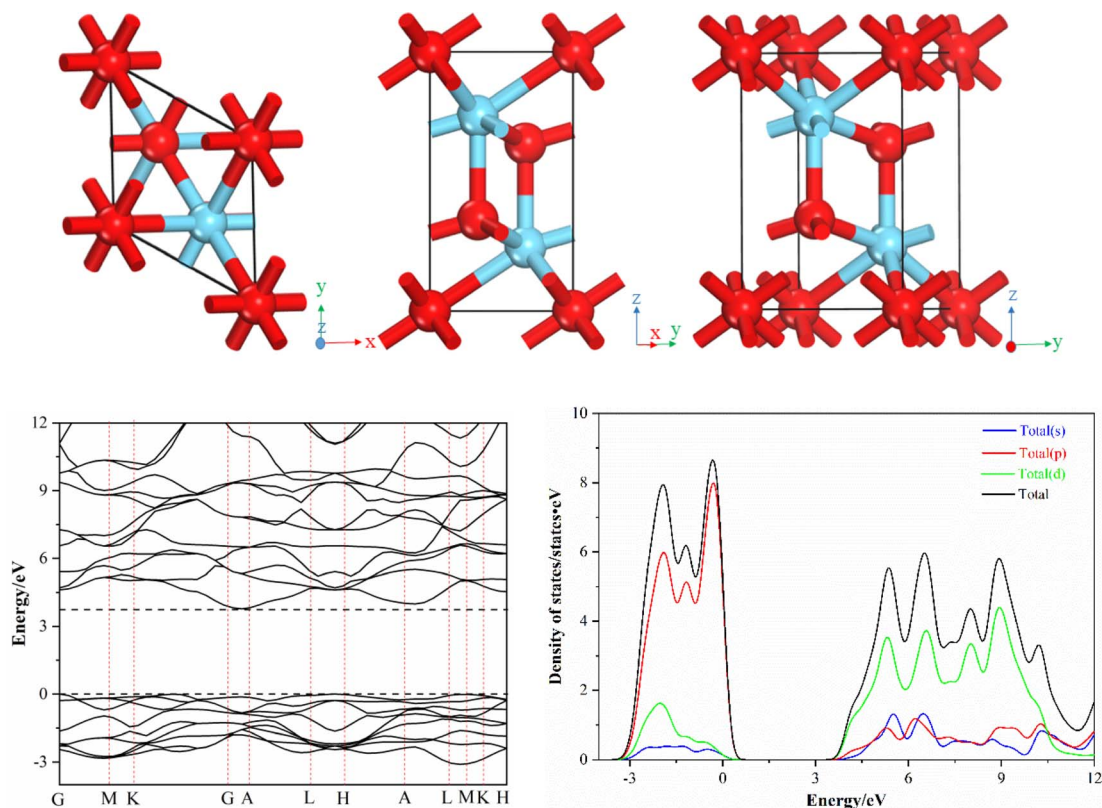 y
z
x
z
x
y
z
y
12
9
6
3
0
-3
Energy/eV
G
M
K
G
A
L
H
A
L
M
K
H
10
8
6
4
2
0
Density of states/states•eV
Total(s)
Total(p)
Total(d)
Total
-3
0
3
6
9
12
Energy/eV